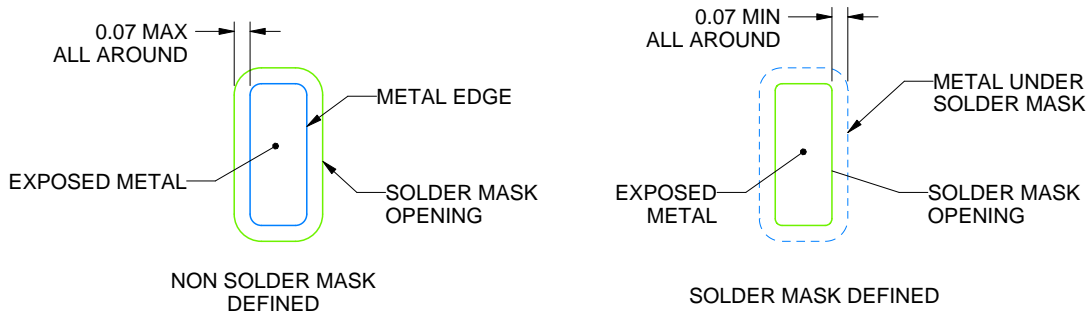 0.07 MAX
ALL AROUND
METAL EDGE
EXPOSED METAL
SOLDER MASK
OPENING
NON SOLDER MASK
DEFINED
0.07 MIN
ALL AROUND
METAL UNDER
SOLDER MASK
EXPOSED
METAL
SOLDER MASK
OPENING
SOLDER MASK DEFINED